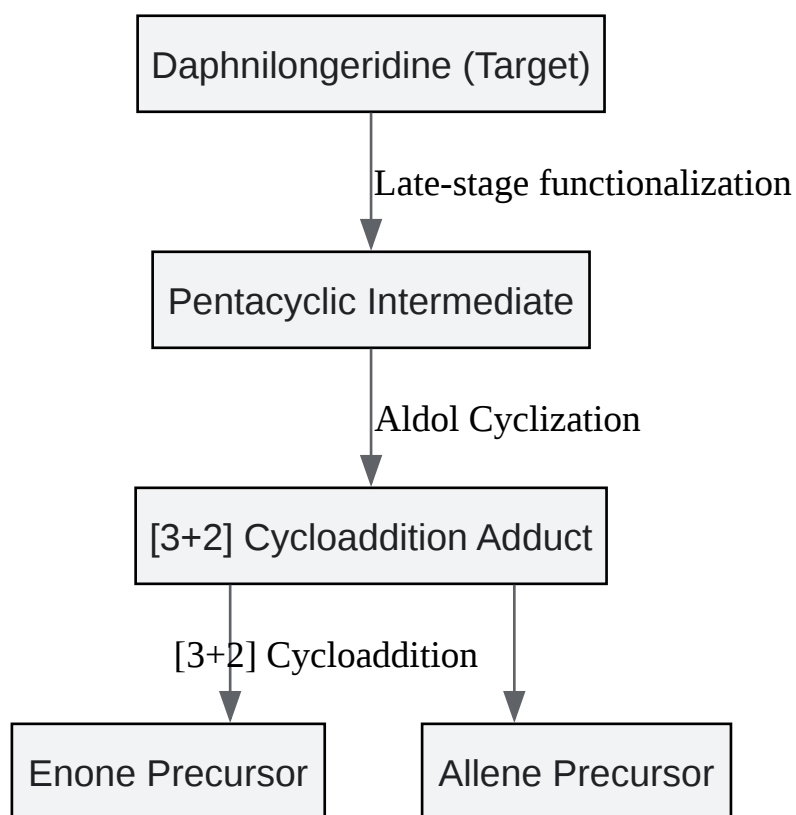 Daphnilongeridine (Target)
Late-stage functionalization
Pentacyclic Intermediate
Aldol Cyclization
[3+2] Cycloaddition Adduct
[3+2] Cycloaddition
Enone Precursor
Allene Precursor